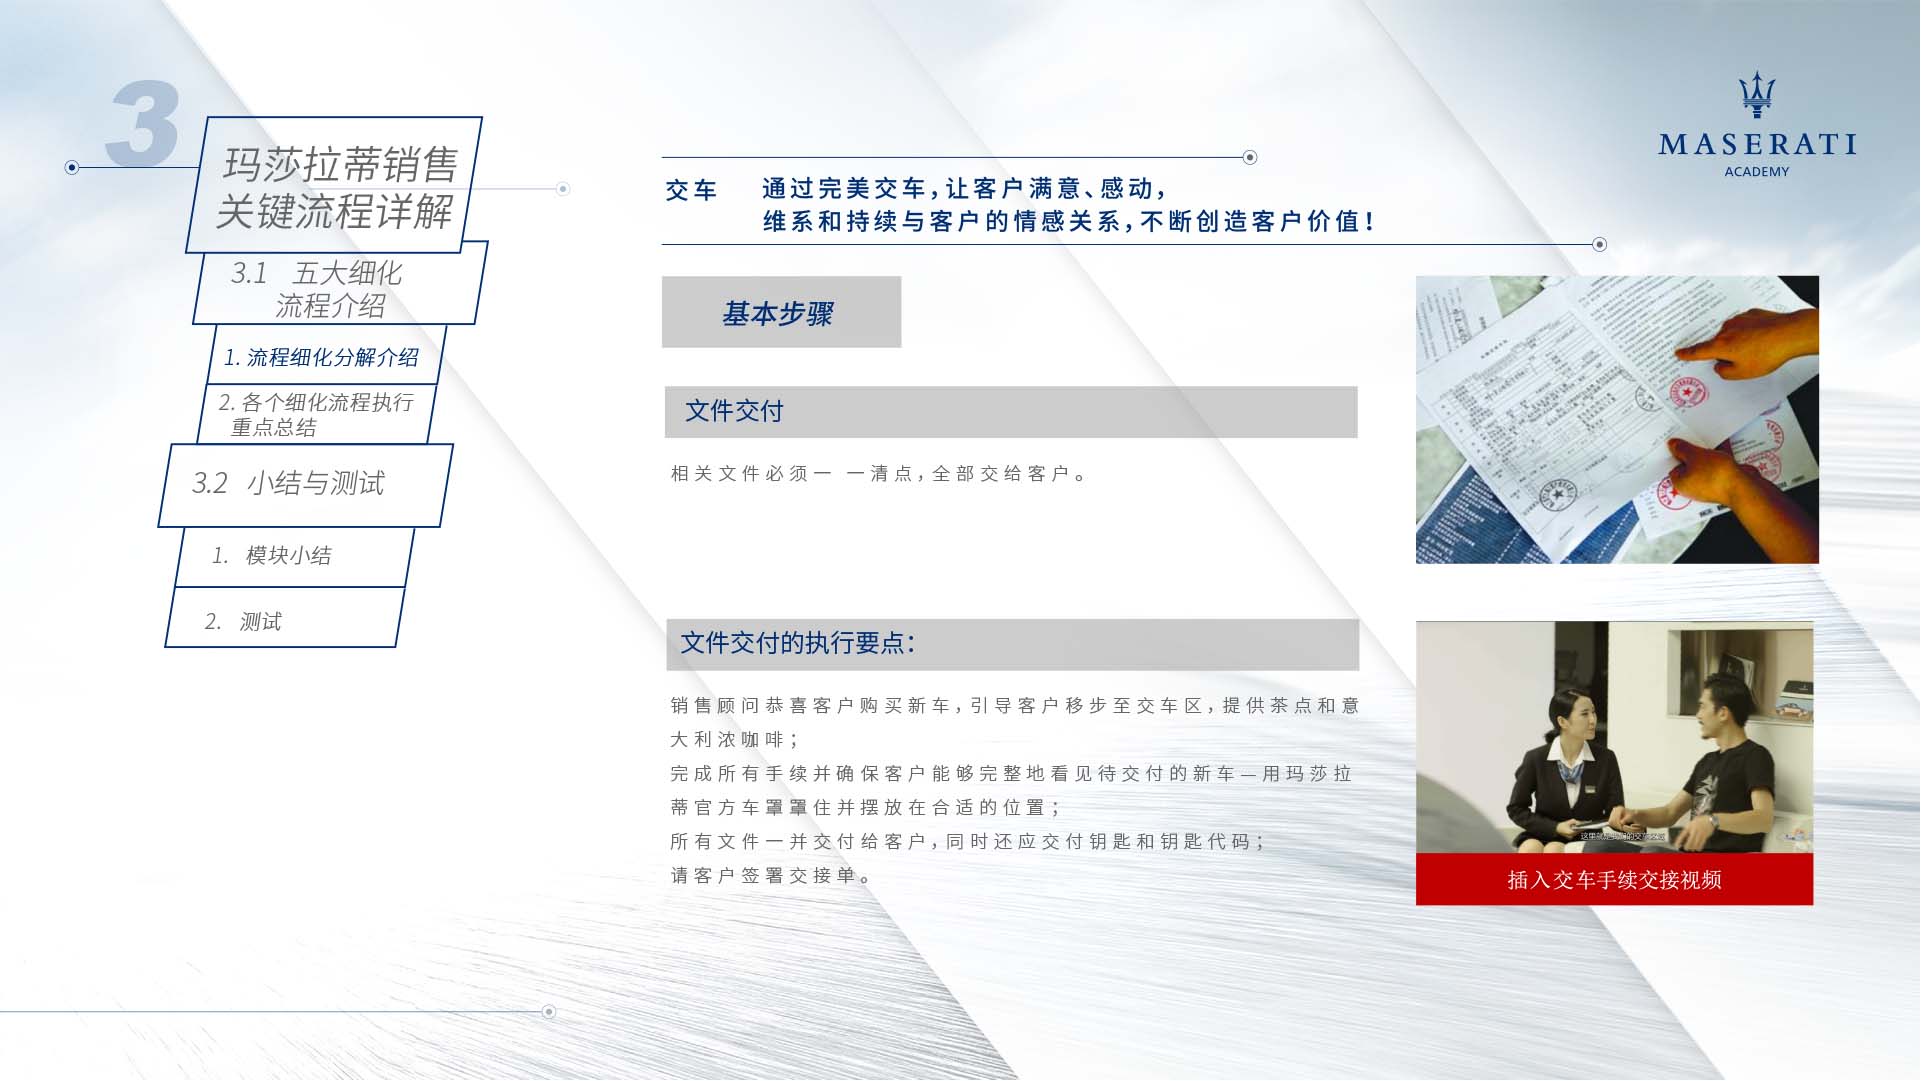 3
玛莎拉蒂销售
关键流程详解
3.1 五大细化
流程介绍
1. 流程细化分解介绍
2. 各个细化流程执行
重点总结
3.2 小结与测试
1. 模块小结
2. 测试
MASERATI
ACADEMY
交车
通过完美交车，让客户满意、感动，
维系和持续与客户的情感关系，不断创造客户价值！
基本步骤
文件交付
相关文件必须一 一清点，全部交给客户。
文件交付的执行要点：
销售顾问恭喜客户购买新车，引导客户移步至交车区，提供茶点和意
大利浓咖啡；
完成所有手续并确保客户能够完整地看见待交付的新车—用玛莎拉
蒂官方车罩罩住并摆放在合适的位置；
所有文件一并交付给客户，同时还应交付钥匙和钥匙代码；
请客户签署交接单。
插入交车手续交接视频